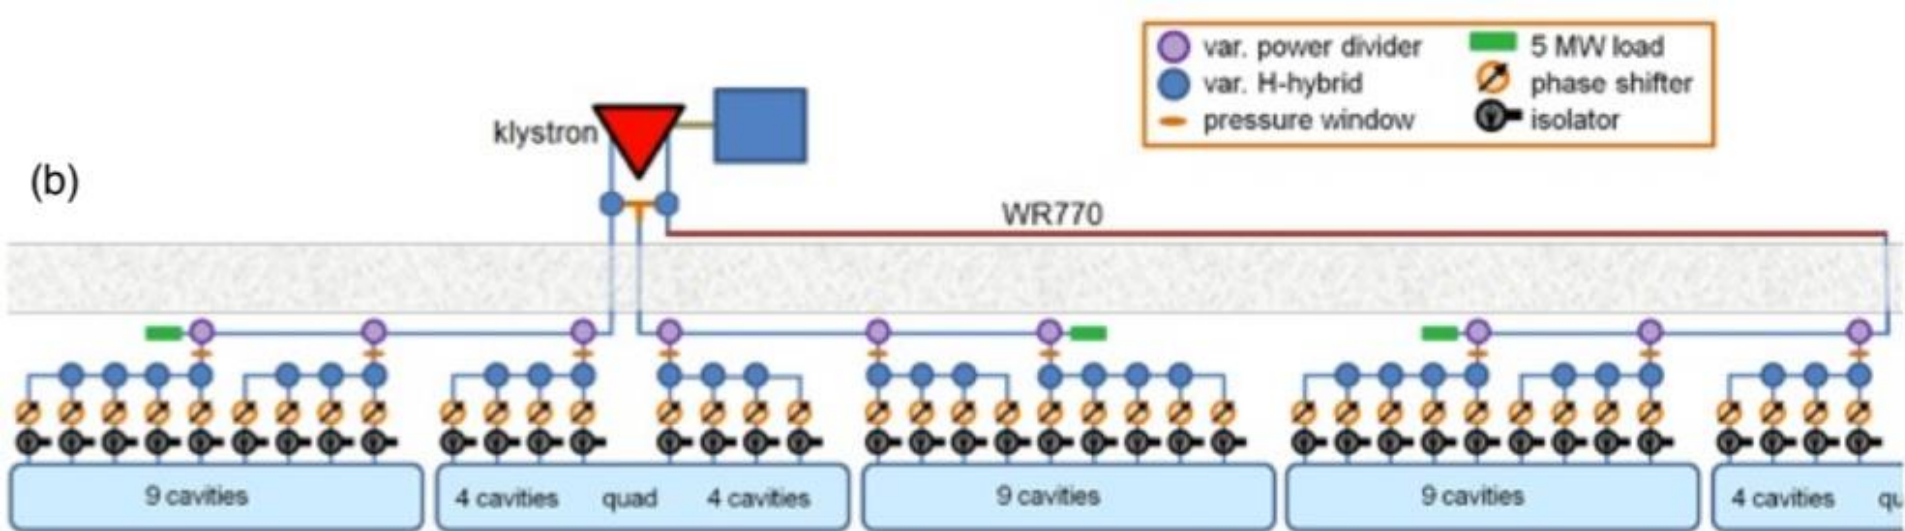 var. power divider
5 MW load
var. H-hybrid
phase shifter
pressure window
isolator
klystron
(b)
WR770
9 cavities
4 cavities quad 4 cavities
9 cavities
9 cavities
4 cavities qu